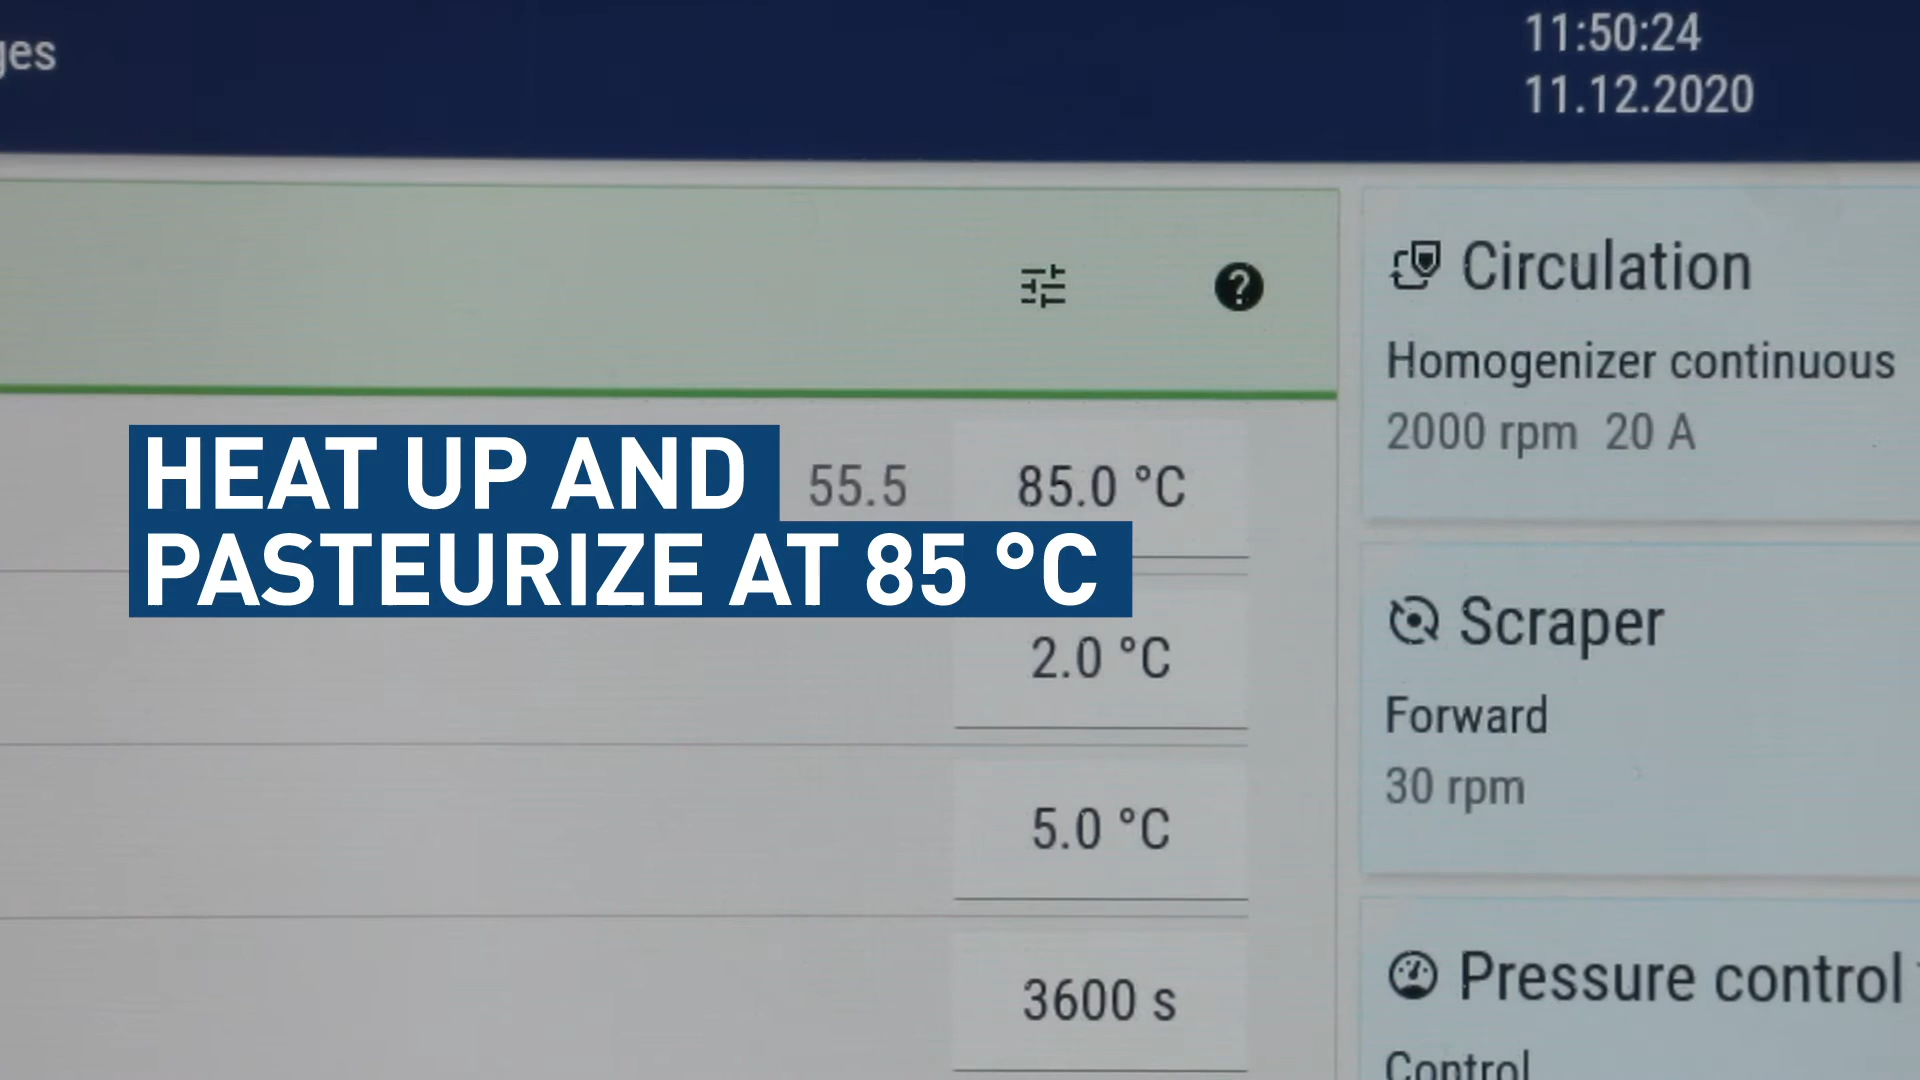 11:50:24
11.12.2020
Circulation
Homogenizer continuous
2000 rpm 20 A
HEAT UP AND
PASTEURIZE AT 85 °C
55.5 85.0 °C
2.0 °C
5.0 °C
3600 s
Scraper
Forward
30 rpm
Pressure control
Control